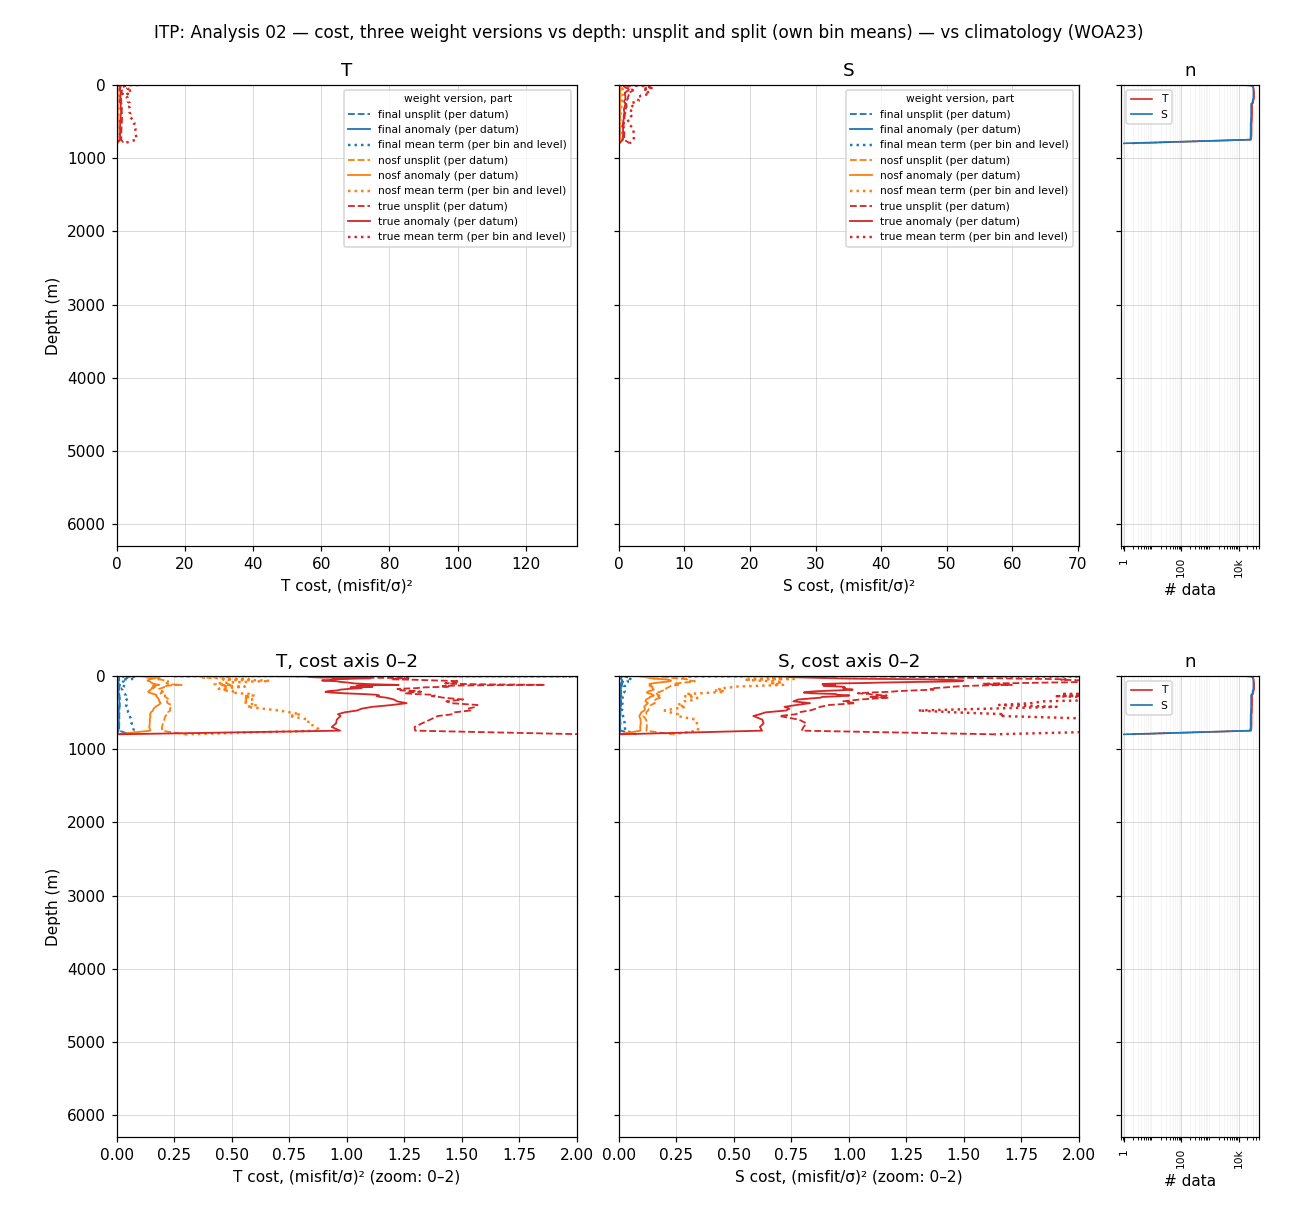 ITP: Analysis 02 — cost, three weight versions vs depth: unsplit and split (own bin means) — vs climatology (WOA23)
T
S
n
weight version, part
final unsplit (per datum)
final anomaly (per datum)
final mean term (per bin and level)
nosf unsplit (per datum)
nosf anomaly (per datum)
nosf mean term (per bin and level)
true unsplit (per datum)
true anomaly (per datum)
true mean term (per bin and level)
weight version, part
final unsplit (per datum)
final anomaly (per datum)
final mean term (per bin and level)
nosf unsplit (per datum)
nosf anomaly (per datum)
nosf mean term (per bin and level)
true unsplit (per datum)
true anomaly (per datum)
true mean term (per bin and level)
T
S
0
1000
2000
3000
4000
5000
6000
Depth (m)
0 20 40 60 80 100 120
0 10 20 30 40 50 60 70
1 100 10k
T cost, (misfit/σ)²
S cost, (misfit/σ)²
# data
T, cost axis 0–2
S, cost axis 0–2
n
T
S
0
1000
2000
3000
4000
5000
6000
Depth (m)
0.00 0.25 0.50 0.75 1.00 1.25 1.50 1.75 2.00
0.00 0.25 0.50 0.75 1.00 1.25 1.50 1.75 2.00
1 100 10k
T cost, (misfit/σ)² (zoom: 0–2)
S cost, (misfit/σ)² (zoom: 0–2)
# data